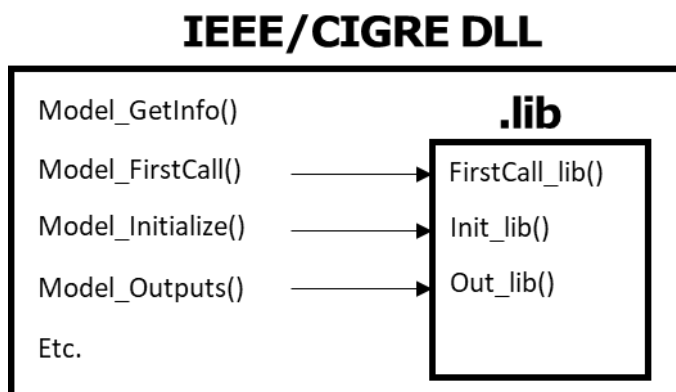 IEEE/CIGRE DLL
Model_GetInfo()
.lib
Model_FirstCall()
FirstCall_lib()
Model_Initialize()
Init_lib()
Model_Outputs()
Out_lib()
Etc.